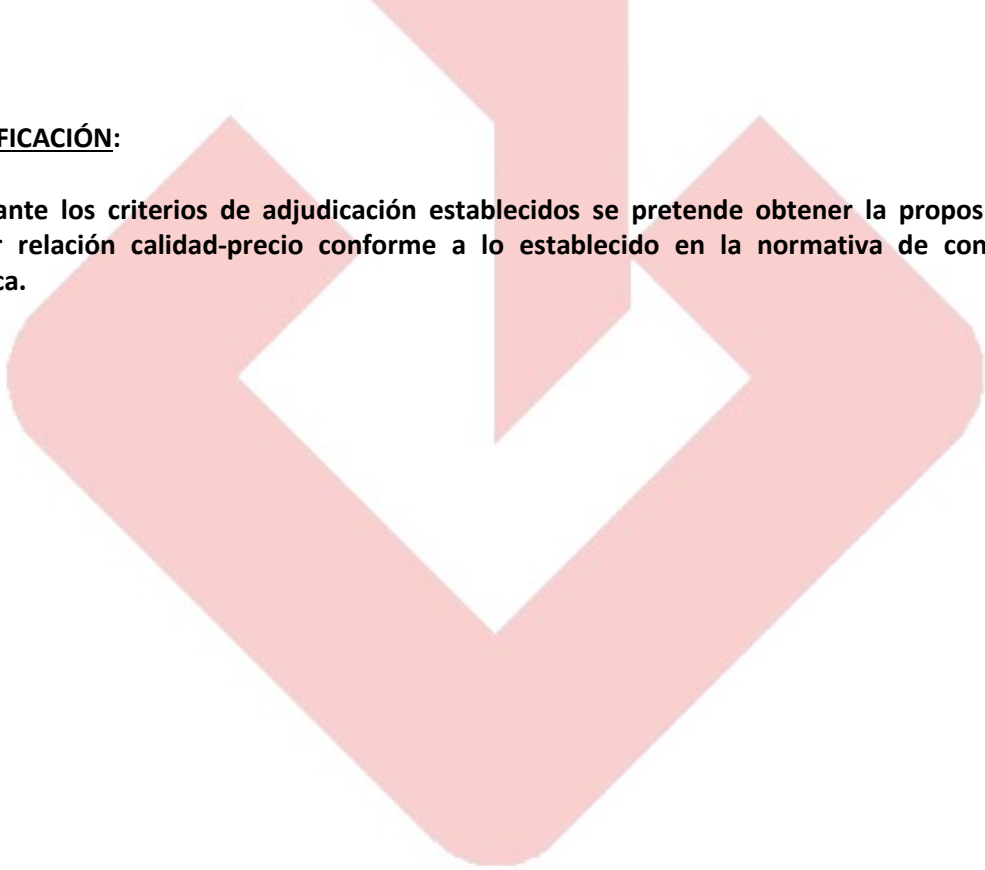 FICACIÓN:
ante los criterios de adjudicación establecidos se pretende obtener la propos
r relación calidad-precio conforme a lo establecido en la normativa de con
ca.